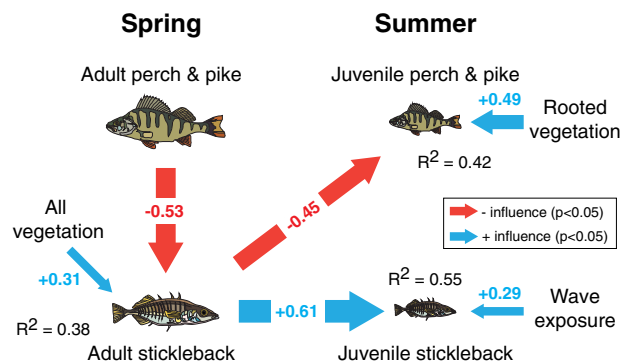 Spring
Summer
Adult perch & pike
Juvenile perch & pike
+0.49
Rooted
vegetation
R² = 0.42
-0.53
-0.45
- influence (p<0.05)
+ influence (p<0.05)
All
vegetation
+0.31
R² = 0.38
+0.61
R² = 0.55
+0.29
Wave
exposure
Adult stickleback
Juvenile stickleback